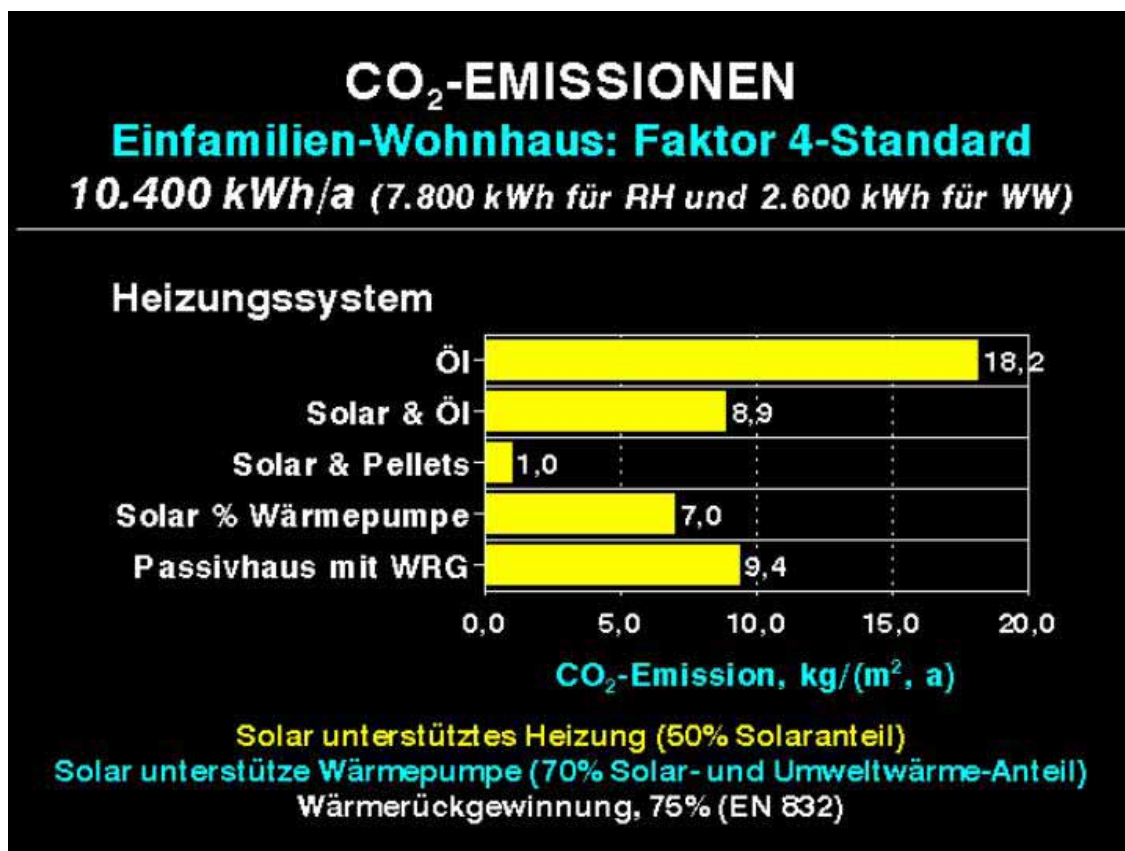 CO₂-EMISSIONEN
Einfamilien-Wohnhaus: Faktor 4-Standard
10.400 kWh/a (7.800 kWh für RH und 2.600 kWh für WW)
Heizungssystem
Öl 18,2
Solar & Öl 8,9
Solar & Pellets 1,0
Solar % Wärmepumpe 7,0
Passivhaus mit WRG 9,4
0,0 5,0 10,0 15,0 20,0
CO₂-Emission, kg/(m², a)
Solar unterstütztes Heizung (50% Solaranteil)
Solar unterstütze Wärmepumpe (70% Solar- und Umweltwärme-Anteil)
Wärmerückgewinnung, 75% (EN 832)